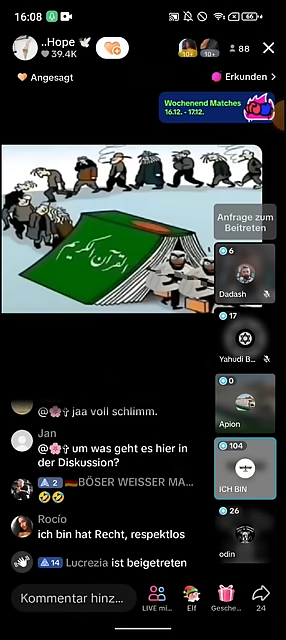 16:08
66
..Hope 🕊
39.4K
10+
10+
88
Angesagt
Erkunden >
Wochenend Matches
16.12. - 17.12.
القرآن الكريم
Anfrage zum
Beitreten
6
Dadash
17
Yahudi B...
0
Apion
104
ICH BIN
26
odin
@🌸✞ jaa voll schlimm.
Jan
@🌸✞ um was geht es hier in
der Diskussion?
2 🇩🇪BÖSER WEISSER MA...
🤣🤣
Rocío
ich bin hat Recht, respektlos
14 Lucrezia ist beigetreten
Kommentar hinz...
LIVE mi...
Elf
Gesche...
24